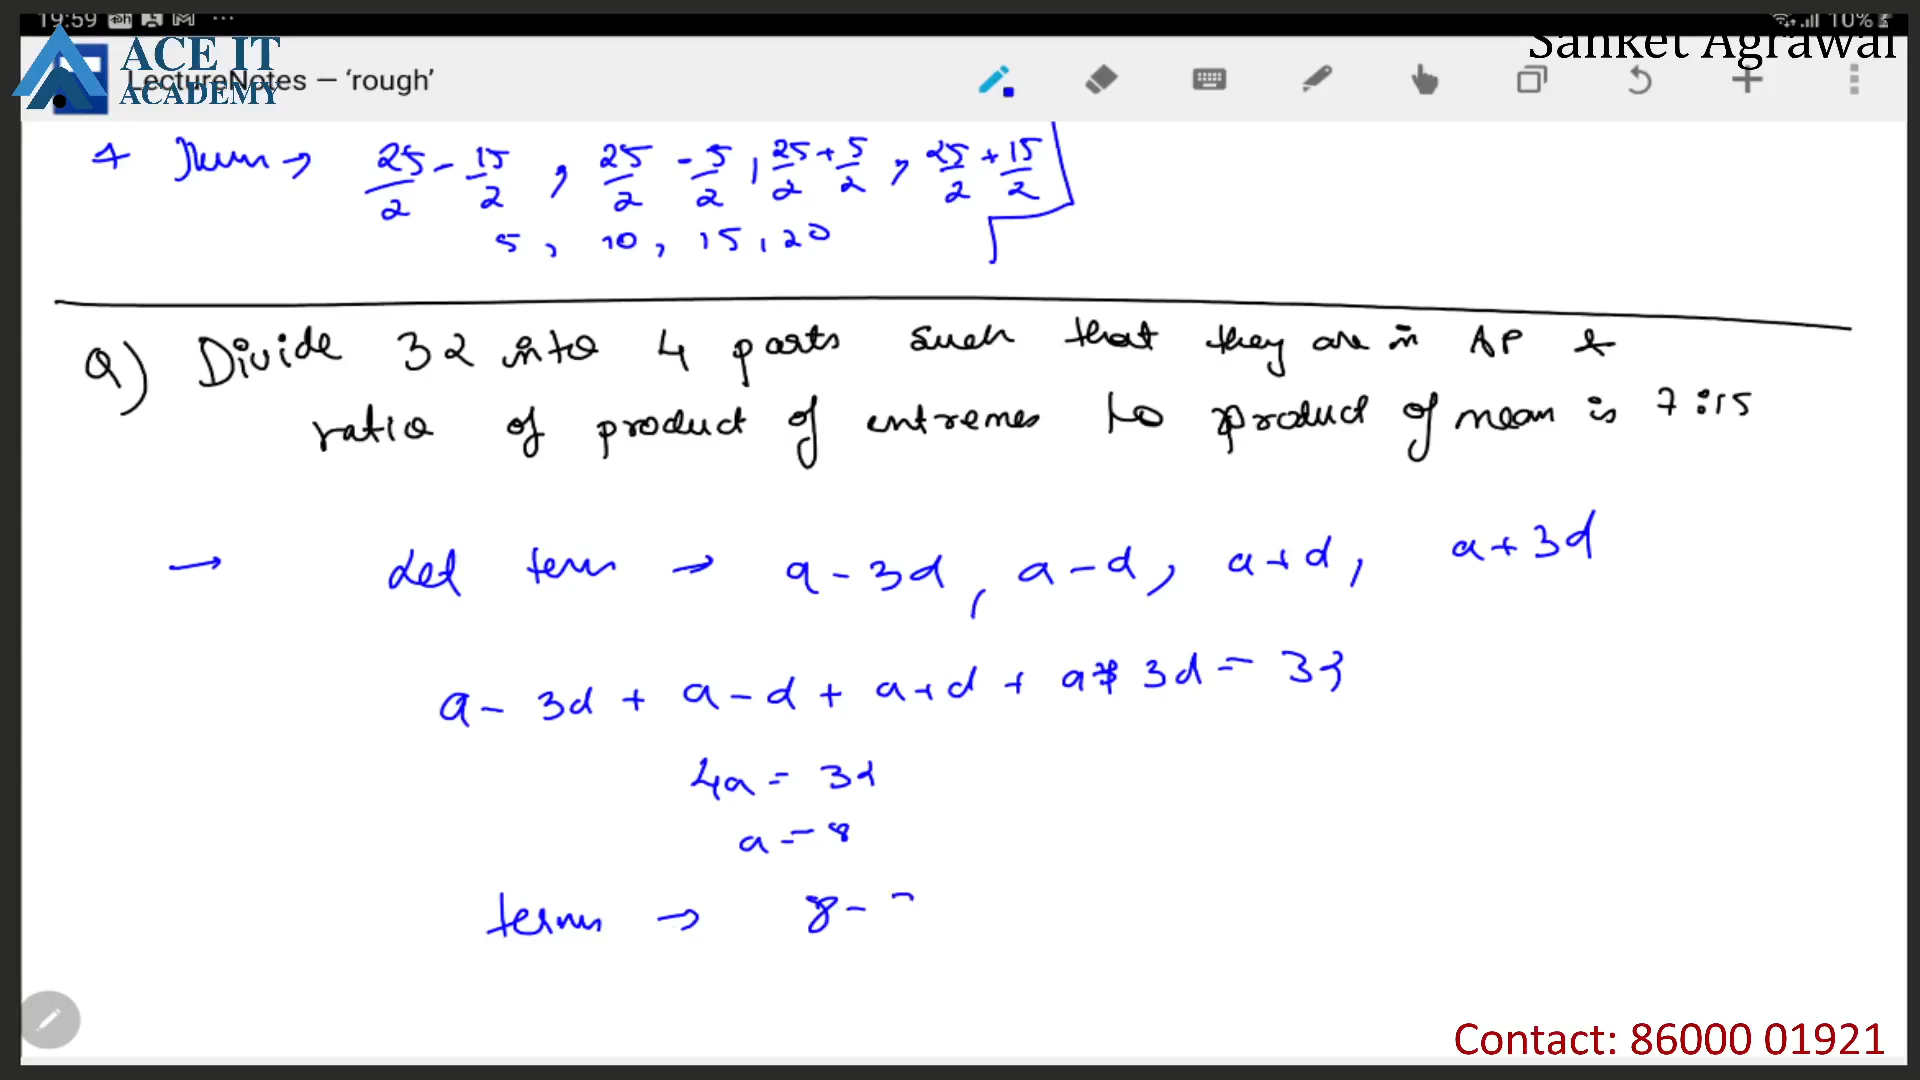 19:59
10%
ACE IT
ACADEMY
LectureNotes — ‘rough’
Sanket Agrawal
4 → 25/2 - 15/2 , 25/2 - 5/2 , 25/2 + 5/2 , 25/2 + 15/2
5 , 10 , 15 , 20
Q) Divide 32 into 4 parts such that they are in AP &
ratio of product of extremes to product of mean is 7:15
→ Let term → a - 3d , a - d , a + d , a + 3d
a - 3d + a - d + a + d + a + 3d = 32
4a = 32
a = 8
terms → 8 -
Contact: 86000 01921